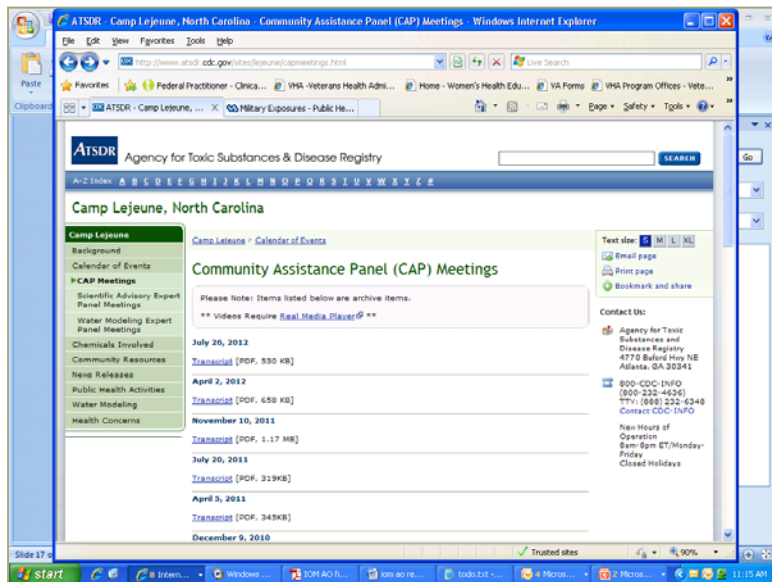 ATSDR - Camp Lejeune, North Carolina - Community Assistance Panel (CAP) Meetings - Windows Internet Explorer
File Edit View Favorites Tools Help
http://www.atsdr.cdc.gov/sites/lejeune/capmeetings.html
Live Search
Paste
Clipboard
Favorites
Federal Practitioner - Clinica...
VHA -Veterans Health Admi...
Home - Women's Health Edu...
VA Forms
VHA Program Offices - Vete...
ATSDR - Camp Lejeune, ... X
Military Exposures - Public He...
Page Safety Tools
Go
ATSDR Agency for Toxic Substances & Disease Registry
SEARCH
A-Z Index A B C D E F G H I J K L M N O P Q R S T U V W X Y Z #
Camp Lejeune, North Carolina
Camp Lejeune
Background
Calendar of Events
CAP Meetings
Scientific Advisory Expert
Panel Meetings
Water Modeling Expert
Panel Meetings
Chemicals Involved
Community Resources
News Releases
Public Health Activities
Water Modeling
Health Concerns
Camp Lejeune > Calendar of Events
Community Assistance Panel (CAP) Meetings
Please Note: Items listed below are archive items.
** Videos Require Real Media Player **
July 20, 2012
Transcript [PDF, 530 KB]
April 2, 2012
Transcript [PDF, 658 KB]
November 10, 2011
Transcript [PDF, 1.17 MB]
July 20, 2011
Transcript [PDF, 319KB]
April 5, 2011
Transcript [PDF, 345KB]
December 9, 2010
Text size: S M L XL
Email page
Print page
Bookmark and share
Contact Us:
Agency for Toxic
Substances and
Disease Registry
4770 Buford Hwy NE
Atlanta, GA 30341
800-CDC-INFO
(800-232-4636)
TTY: (888) 232-6348
Contact CDC-INFO
New Hours of
Operation
8am-8pm ET/Monday-
Friday
Closed Holidays
Slide 17 o
Trusted sites
90%
start
8 Intern...
Windows ...
IOM AO fi...
iom ao re...
todo.txt -...
4 Micros...
2 Micros...
11:15 AM